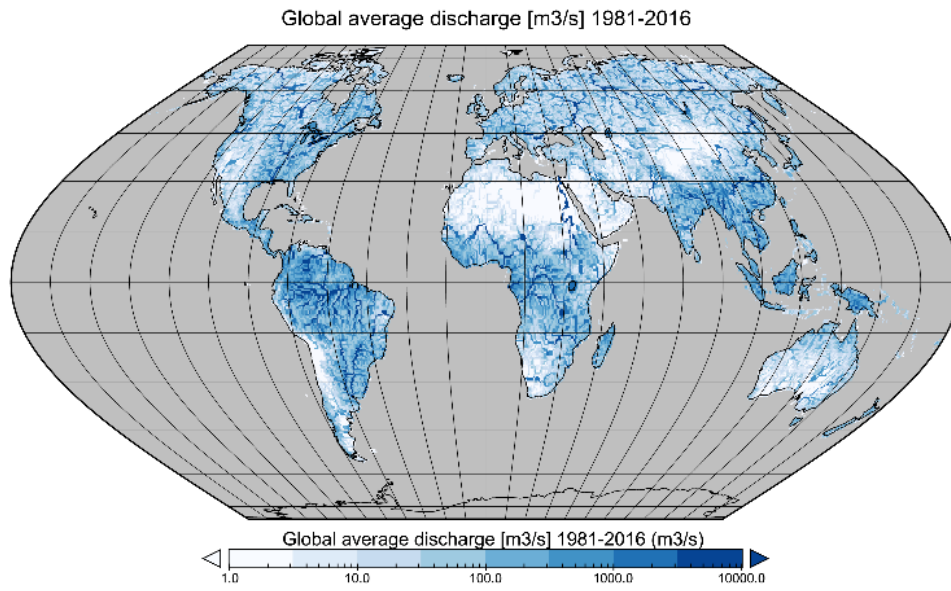 Global average discharge [m3/s] 1981-2016
Global average discharge [m3/s] 1981-2016 (m3/s)
1.0 10.0 100.0 1000.0 10000.0